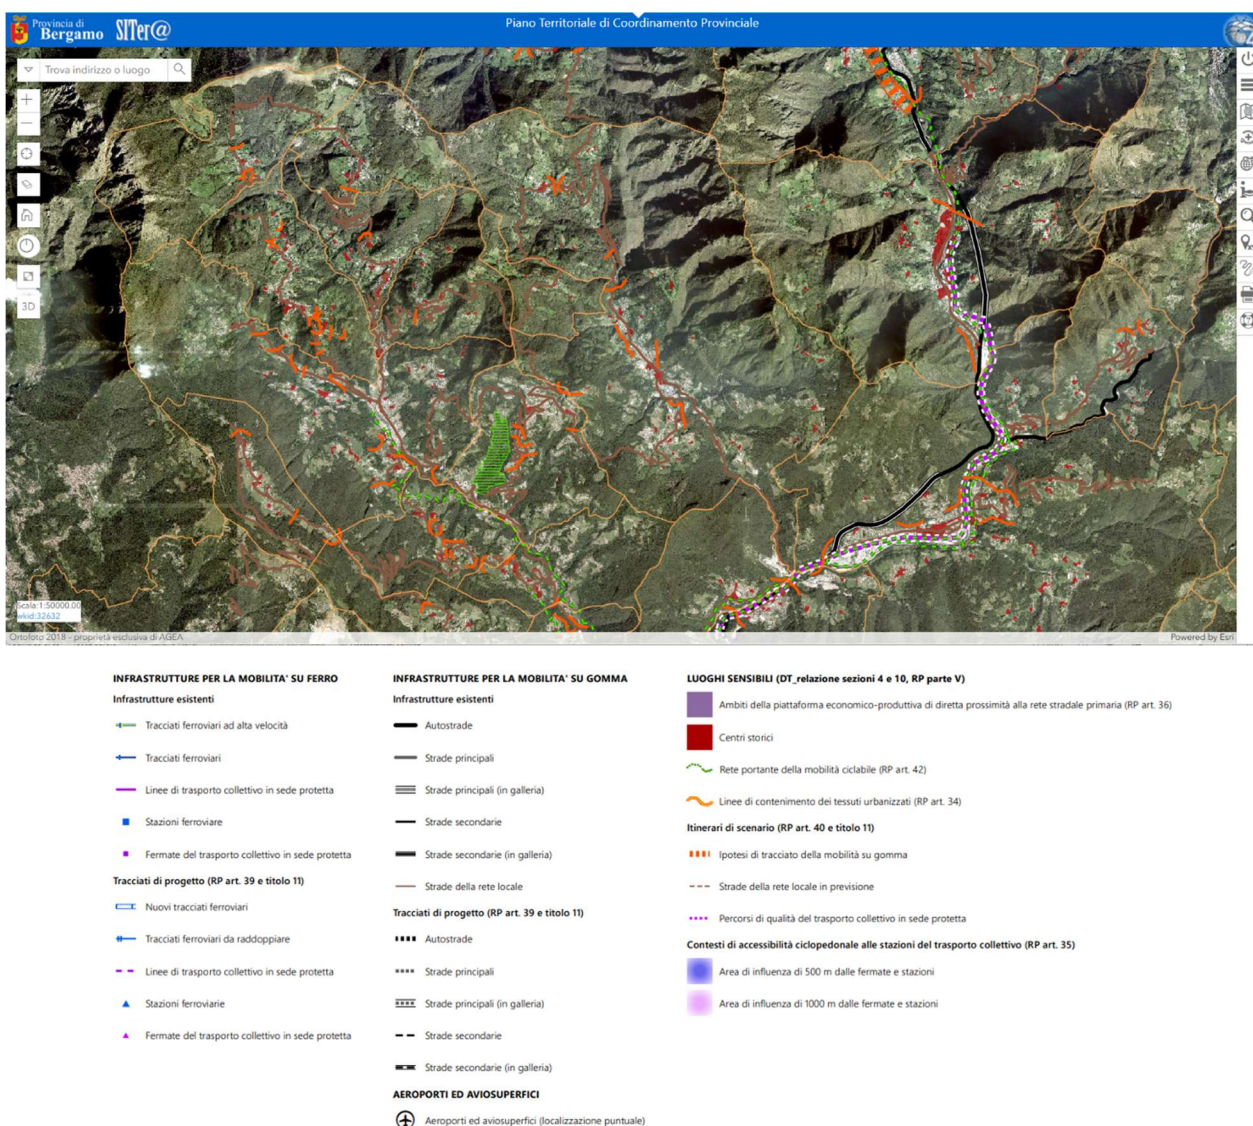 Provincia di
Bergamo
SITer@
Piano Territoriale di Coordinamento Provinciale
Trova indirizzo o luogo
3D
Scala:1:50000.00
wkid:32632
Ortofoto 2018 - proprietà esclusiva di AGEA
Powered by Esri
INFRASTRUTTURE PER LA MOBILITA' SU FERRO
Infrastrutture esistenti
Tracciati ferroviari ad alta velocità
Tracciati ferroviari
Linee di trasporto collettivo in sede protetta
Stazioni ferroviare
Fermate del trasporto collettivo in sede protetta
Tracciati di progetto (RP art. 39 e titolo 11)
Nuovi tracciati ferroviari
Tracciati ferroviari da raddoppiare
Linee di trasporto collettivo in sede protetta
Stazioni ferroviarie
Fermate del trasporto collettivo in sede protetta
INFRASTRUTTURE PER LA MOBILITA' SU GOMMA
Infrastrutture esistenti
Autostrade
Strade principali
Strade principali (in galleria)
Strade secondarie
Strade secondarie (in galleria)
Strade della rete locale
Tracciati di progetto (RP art. 39 e titolo 11)
Autostrade
Strade principali
Strade principali (in galleria)
Strade secondarie
Strade secondarie (in galleria)
AEROPORTI ED AVIOSUPERFICI
Aeroporti ed aviosuperfici (localizzazione puntuale)
LUOGHI SENSIBILI (DT_relazione sezioni 4 e 10, RP parte V)
Ambiti della piattaforma economico-produttiva di diretta prossimità alla rete stradale primaria (RP art. 36)
Centri storici
Rete portante della mobilità ciclabile (RP art. 42)
Linee di contenimento dei tessuti urbanizzati (RP art. 34)
Itinerari di scenario (RP art. 40 e titolo 11)
Ipotesi di tracciato della mobilità su gomma
Strade della rete locale in previsione
Percorsi di qualità del trasporto collettivo in sede protetta
Contesti di accessibilità ciclopedonale alle stazioni del trasporto collettivo (RP art. 35)
Area di influenza di 500 m dalle fermate e stazioni
Area di influenza di 1000 m dalle fermate e stazioni